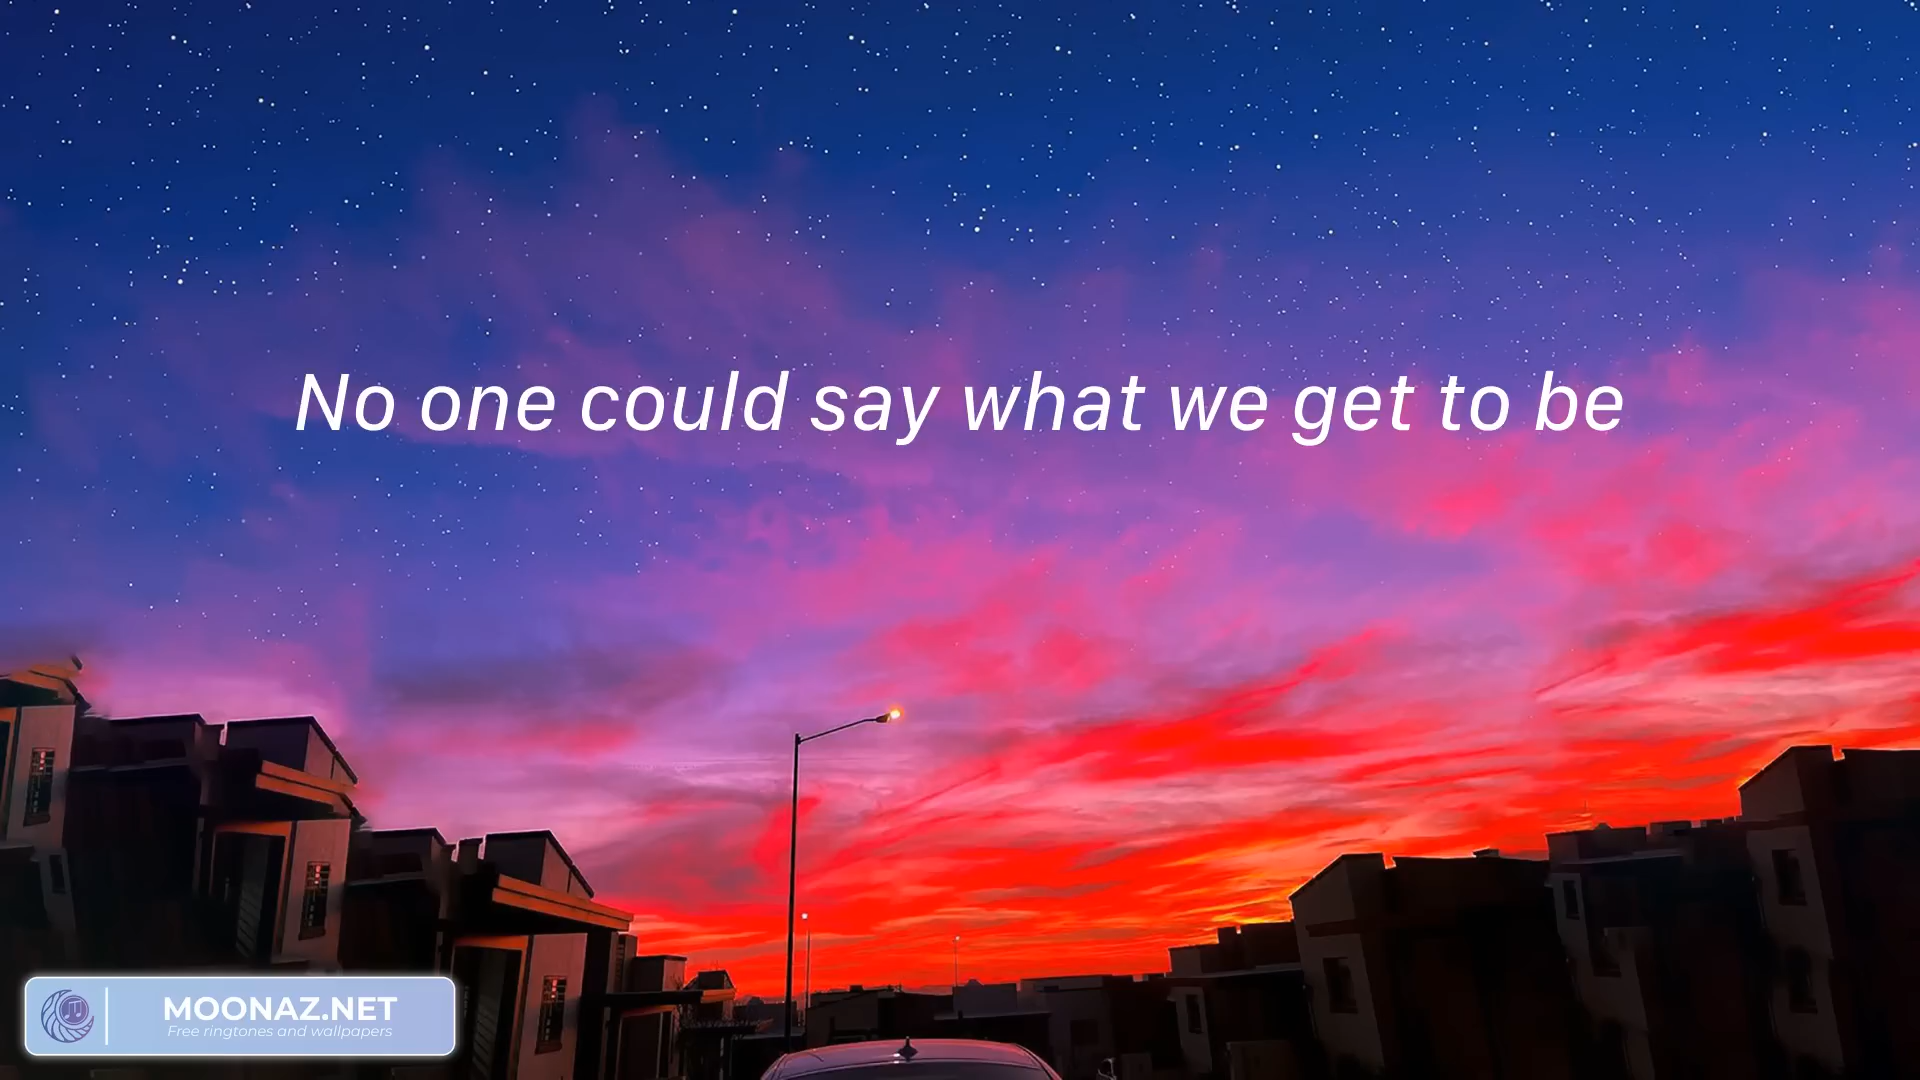 No one could say what we get to be
MOONAZ.NET
Free ringtones and wallpapers